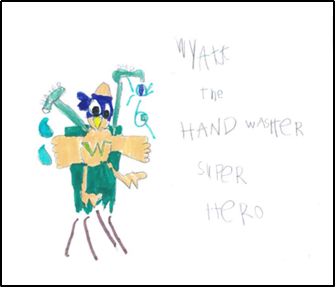 WYATT
The
HAND WASHER
SUPER
HERO
W